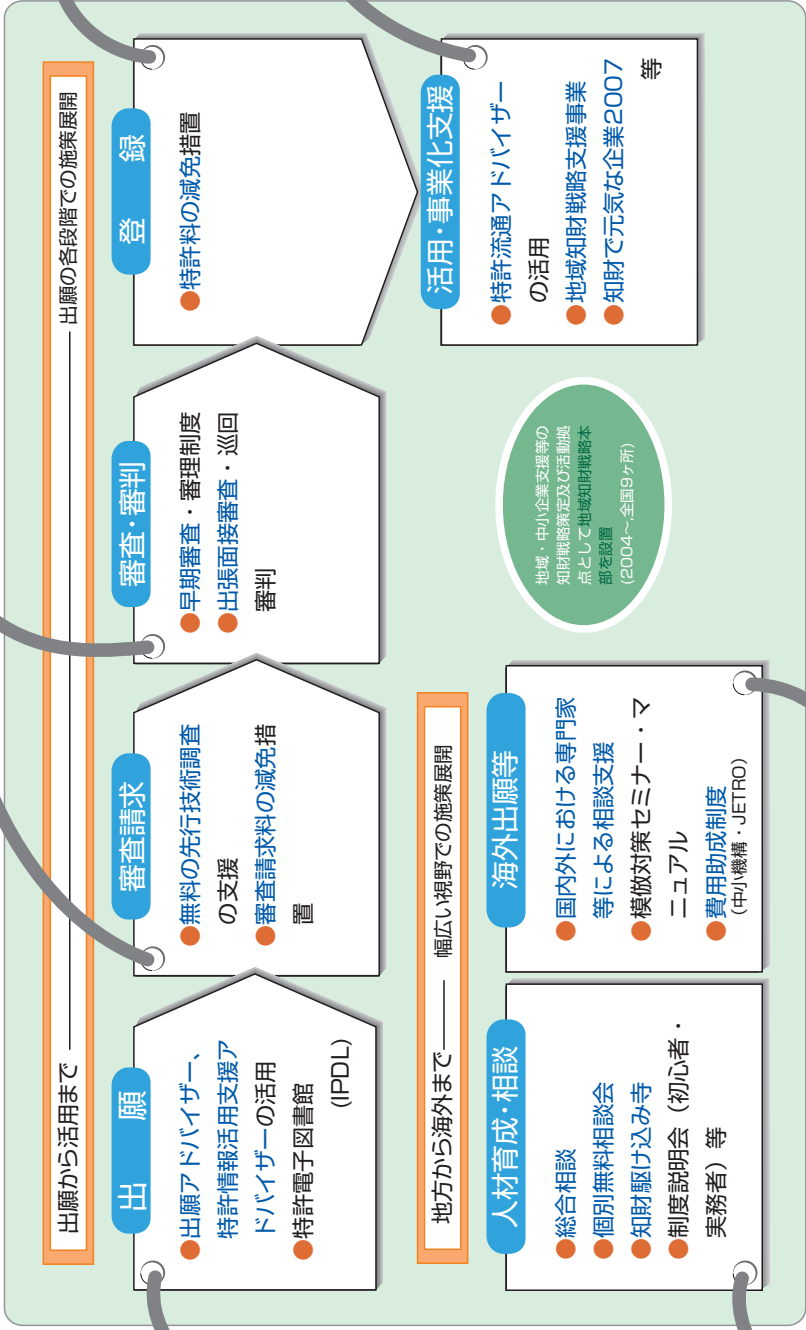 出願から活用まで―――出願の各段階での施策展開
出　願
●出願アドバイザー、
特許情報活用支援ア
ドバイザーの活用
●特許電子図書館
(IPDL)
審査請求
●無料の先行技術調査
の支援
●審査請求料の減免措
置
審査・審判
●早期審査・審理制度
●出張面接審査・巡回
審判
登　録
●特許料の減免措置
活用・事業化支援
●特許流通アドバイザー
の活用
●地域知財戦略支援事業
●知財で元気な企業2007
等
地方から海外まで――　幅広い視野での施策展開
人材育成・相談
●総合相談
●個別無料相談会
●知財駆け込み寺
●制度説明会（初心者・
実務者）等
海外出願等
●国内外における専門家
等による相談支援
●模倣対策セミナー・マ
ニュアル
●費用助成制度
（中小機構・JETRO）
地域・中小企業支援等の
知財戦略策定及び活動拠
点として地域知財戦略本
部を設置
(2004～,全国9ヶ所)